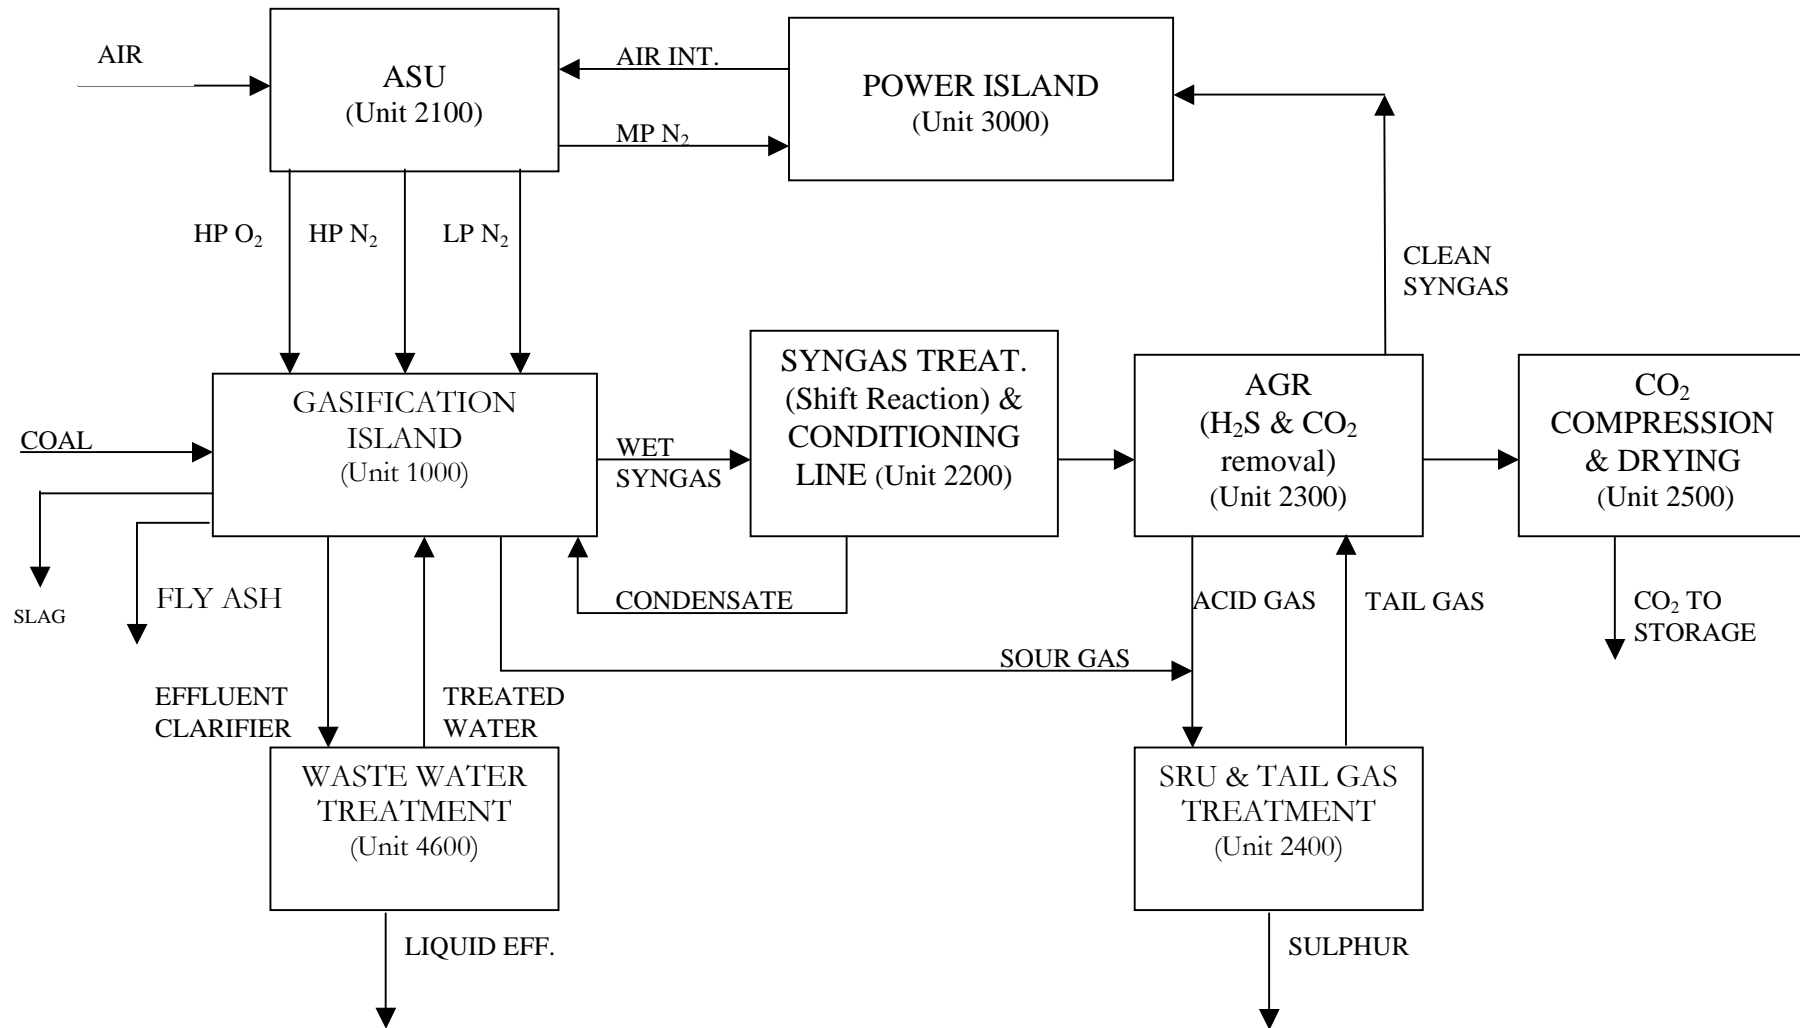 AIR
ASU
(Unit 2100)
AIR INT.
MP N₂
POWER ISLAND
(Unit 3000)
HP O₂
HP N₂
LP N₂
CLEAN
SYNGAS
COAL
GASIFICATION
ISLAND
(Unit 1000)
WET
SYNGAS
SYNGAS TREAT.
(Shift Reaction) &
CONDITIONING
LINE (Unit 2200)
AGR
(H₂S & CO₂
removal)
(Unit 2300)
CO₂
COMPRESSION
& DRYING
(Unit 2500)
SLAG
FLY ASH
CONDENSATE
ACID GAS
TAIL GAS
CO₂ TO
STORAGE
SOUR GAS
EFFLUENT
CLARIFIER
TREATED
WATER
WASTE WATER
TREATMENT
(Unit 4600)
SRU & TAIL GAS
TREATMENT
(Unit 2400)
LIQUID EFF.
SULPHUR